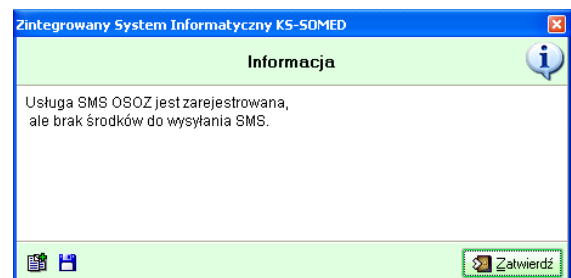 Zintegrowany System Informatyczny KS-SOMED
Informacja
Usługa SMS OSOZ jest zarejestrowana,
ale brak środków do wysyłania SMS.
Zatwierdź